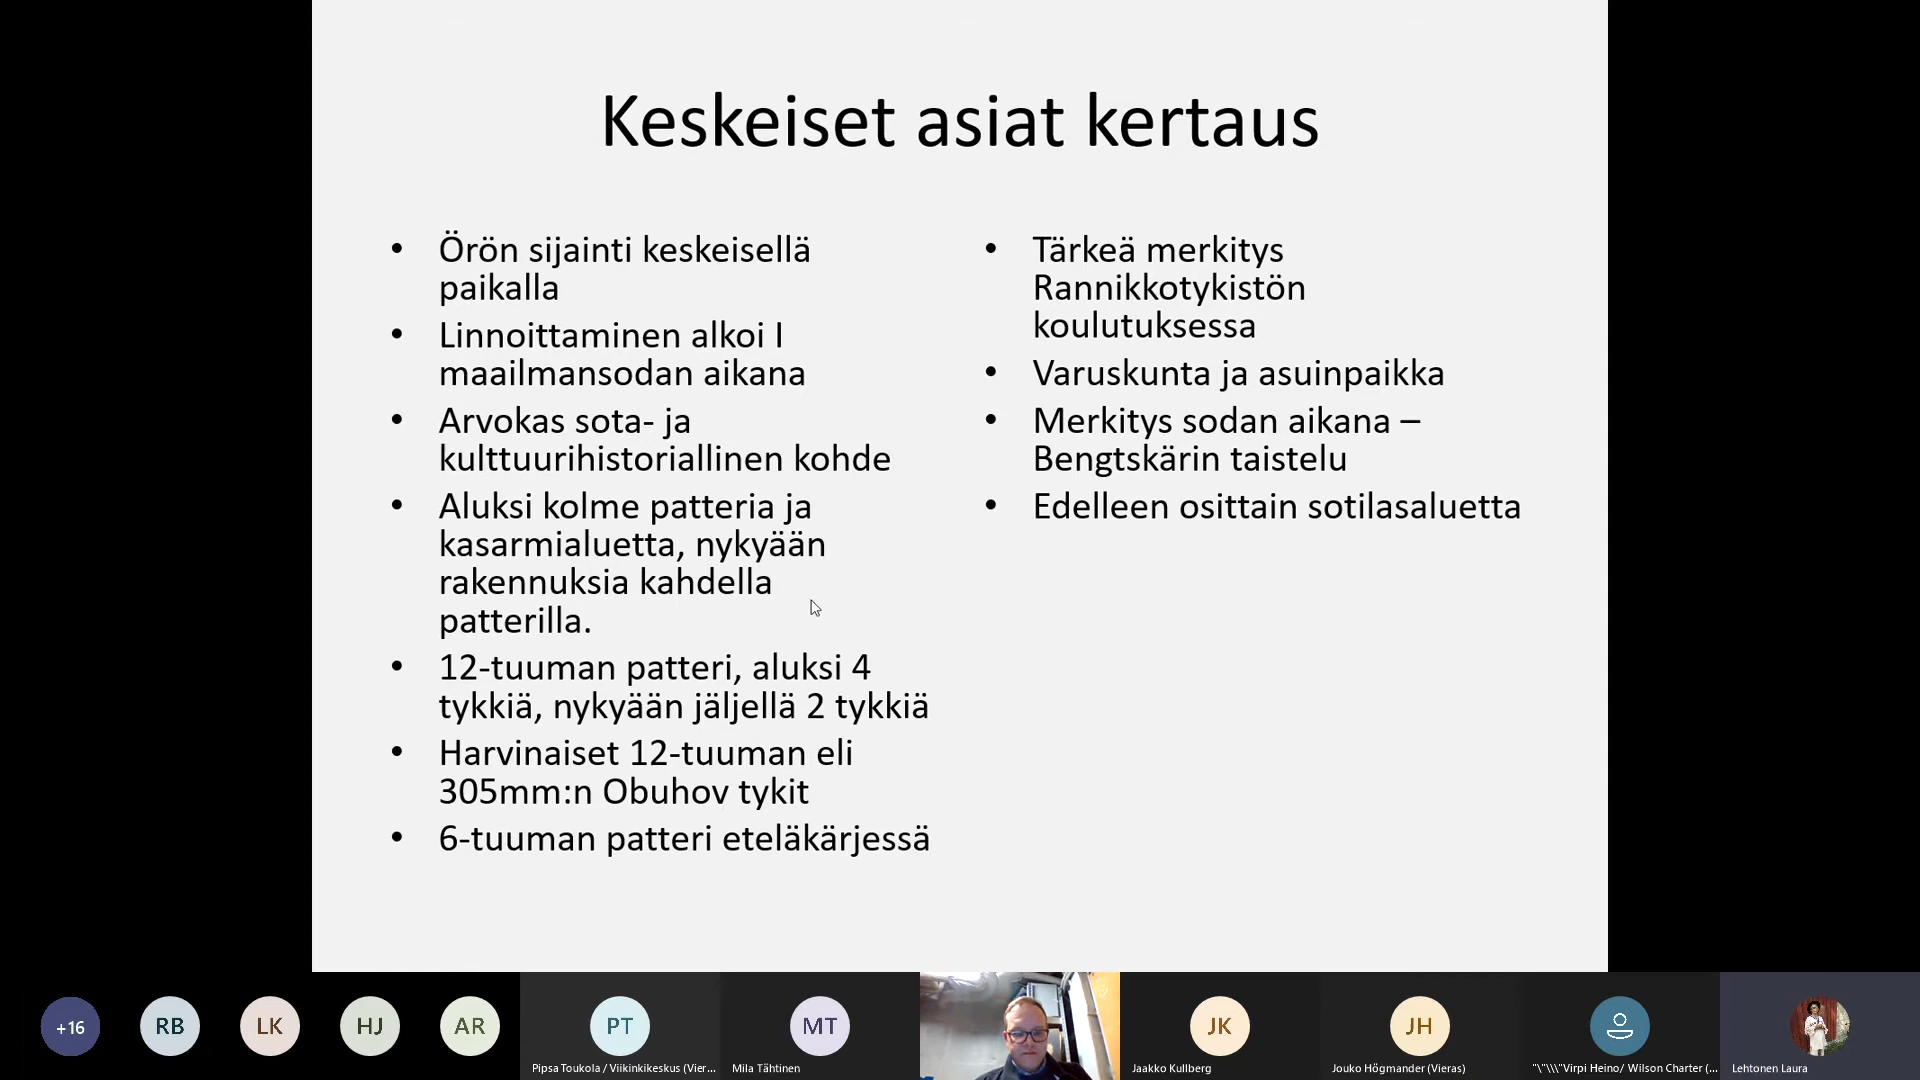 Keskeiset asiat kertaus
• Örön sijainti keskeisellä
paikalla
• Linnoittaminen alkoi I
maailmansodan aikana
• Arvokas sota- ja
kulttuurihistoriallinen kohde
• Aluksi kolme patteria ja
kasarmialuetta, nykyään
rakennuksia kahdella
patterilla.
• 12-tuuman patteri, aluksi 4
tykkiä, nykyään jäljellä 2 tykkiä
• Harvinaiset 12-tuuman eli
305mm:n Obuhov tykit
• 6-tuuman patteri eteläkärjessä
• Tärkeä merkitys
Rannikkotykistön
koulutuksessa
• Varuskunta ja asuinpaikka
• Merkitys sodan aikana –
Bengtskärin taistelu
• Edelleen osittain sotilasaluetta
+16
RB
LK
HJ
AR
PT
Pipsa Toukola / Viikinkikeskus (Vier...
MT
Mila Tähtinen
JK
Jaakko Kullberg
JH
Jouko Högmander (Vieras)
"\"\\\"Virpi Heino/ Wilson Charter (...
Lehtonen Laura